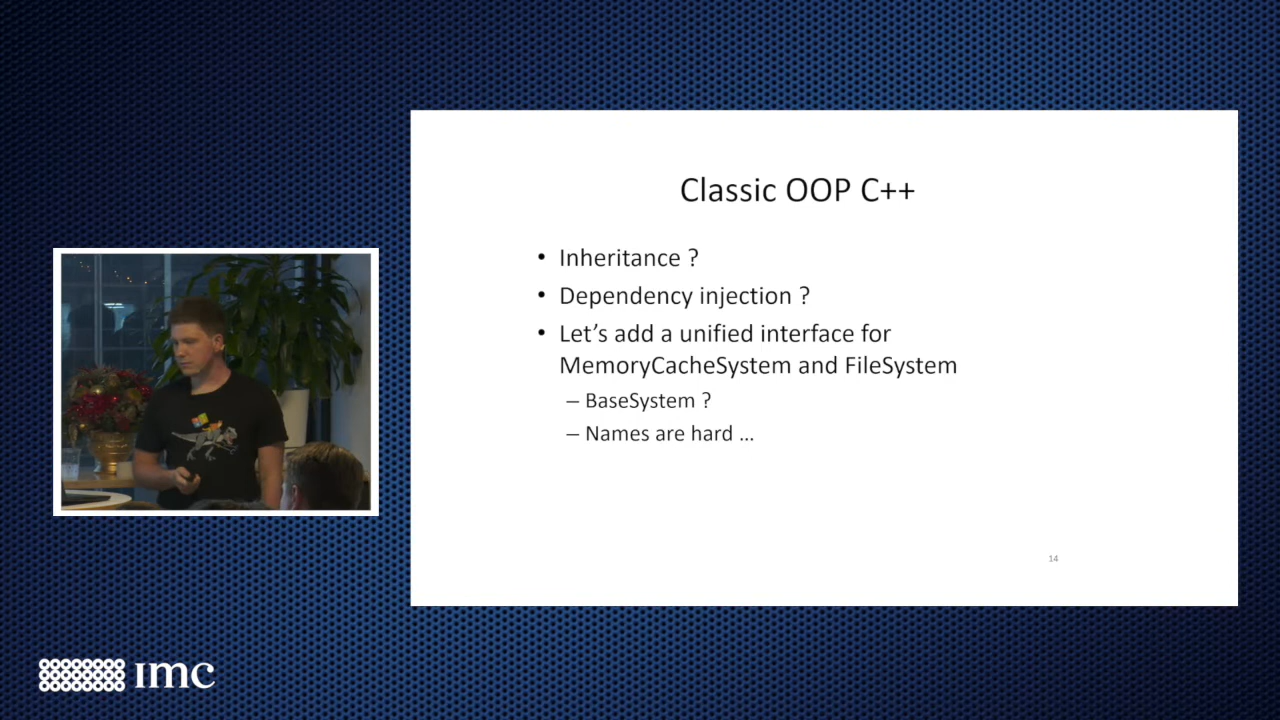 Classic OOP C++
• Inheritance ?
• Dependency injection ?
• Let’s add a unified interface for
MemoryCacheSystem and FileSystem
– BaseSystem ?
– Names are hard ...
14
imc